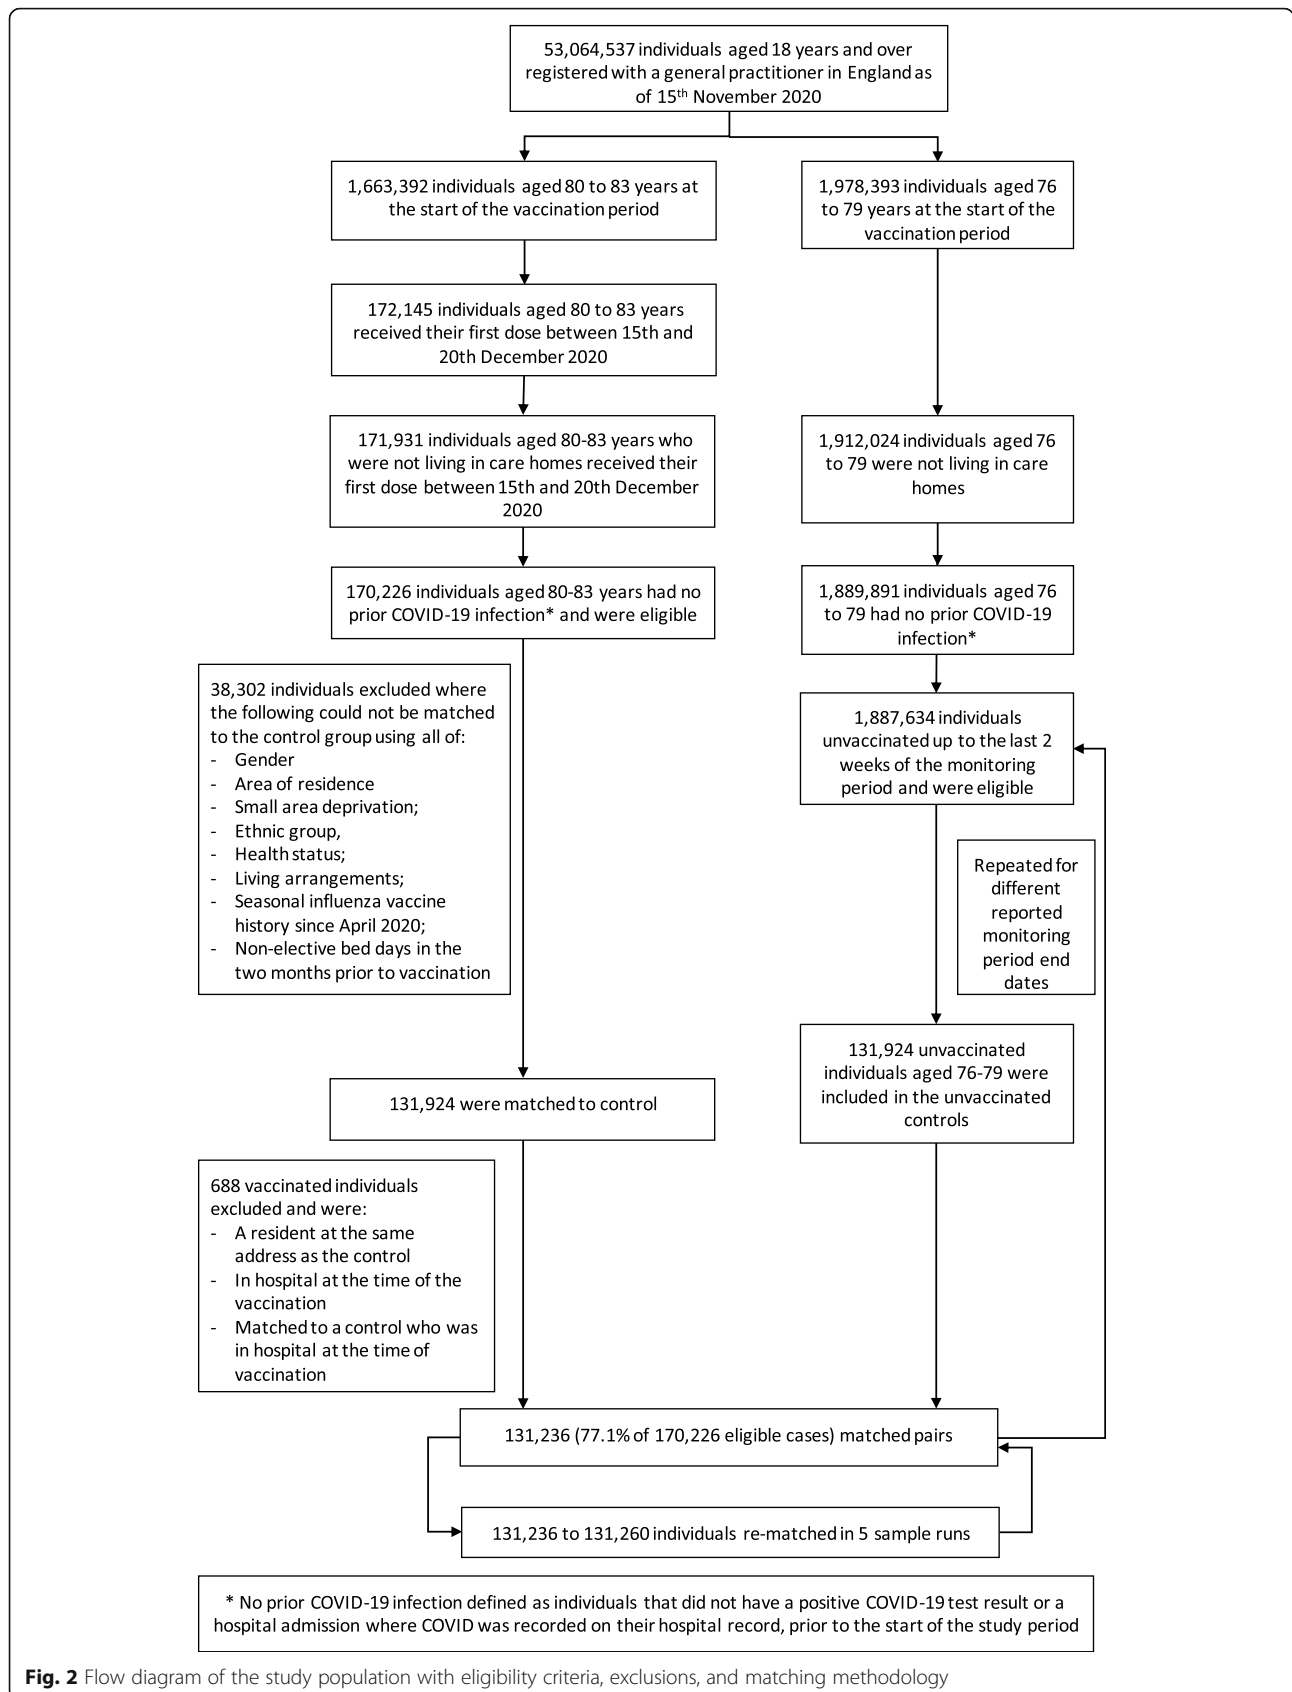 53,064,537 individuals aged 18 years and over
registered with a general practitioner in England as
of 15th November 2020
1,663,392 individuals aged 80 to 83 years at
the start of the vaccination period
1,978,393 individuals aged 76
to 79 years at the start of the
vaccination period
172,145 individuals aged 80 to 83 years
received their first dose between 15th and
20th December 2020
171,931 individuals aged 80-83 years who
were not living in care homes received their
first dose between 15th and 20th December
2020
1,912,024 individuals aged 76
to 79 were not living in care
homes
170,226 individuals aged 80-83 years had no
prior COVID-19 infection* and were eligible
1,889,891 individuals aged 76
to 79 had no prior COVID-19
infection*
38,302 individuals excluded where
the following could not be matched
to the control group using all of:
- Gender
- Area of residence
- Small area deprivation;
- Ethnic group,
- Health status;
- Living arrangements;
- Seasonal influenza vaccine
history since April 2020;
- Non-elective bed days in the
two months prior to vaccination
1,887,634 individuals
unvaccinated up to the last 2
weeks of the monitoring
period and were eligible
Repeated for
different
reported
monitoring
period end
dates
131,924 unvaccinated
individuals aged 76-79 were
included in the unvaccinated
controls
131,924 were matched to control
688 vaccinated individuals
excluded and were:
- A resident at the same
address as the control
- In hospital at the time of the
vaccination
- Matched to a control who was
in hospital at the time of
vaccination
131,236 (77.1% of 170,226 eligible cases) matched pairs
131,236 to 131,260 individuals re-matched in 5 sample runs
* No prior COVID-19 infection defined as individuals that did not have a positive COVID-19 test result or a
hospital admission where COVID was recorded on their hospital record, prior to the start of the study period
Fig. 2 Flow diagram of the study population with eligibility criteria, exclusions, and matching methodology